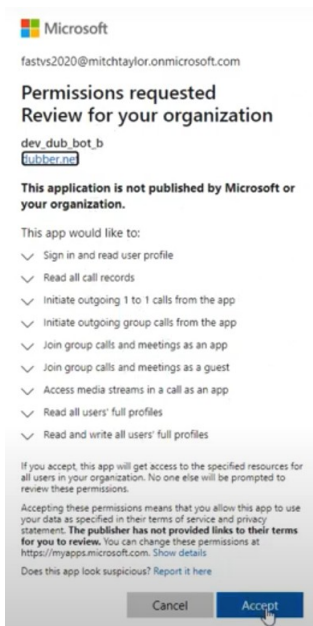 Microsoft
fastvs2020@mitchtaylor.onmicrosoft.com
Permissions requested
Review for your organization
dev_dub_bot_b
dubber.net
This application is not published by Microsoft or
your organization.
This app would like to:
Sign in and read user profile
Read all call records
Initiate outgoing 1 to 1 calls from the app
Initiate outgoing group calls from the app
Join group calls and meetings as an app
Join group calls and meetings as a guest
Access media streams in a call as an app
Read all users' full profiles
Read and write all users' full profiles
If you accept, this app will get access to the specified resources for
all users in your organization. No one else will be prompted to
review these permissions.
Accepting these permissions means that you allow this app to use
your data as specified in their terms of service and privacy
statement. The publisher has not provided links to their terms
for you to review. You can change these permissions at
https://myapps.microsoft.com. Show details
Does this app look suspicious? Report it here
Cancel Accept